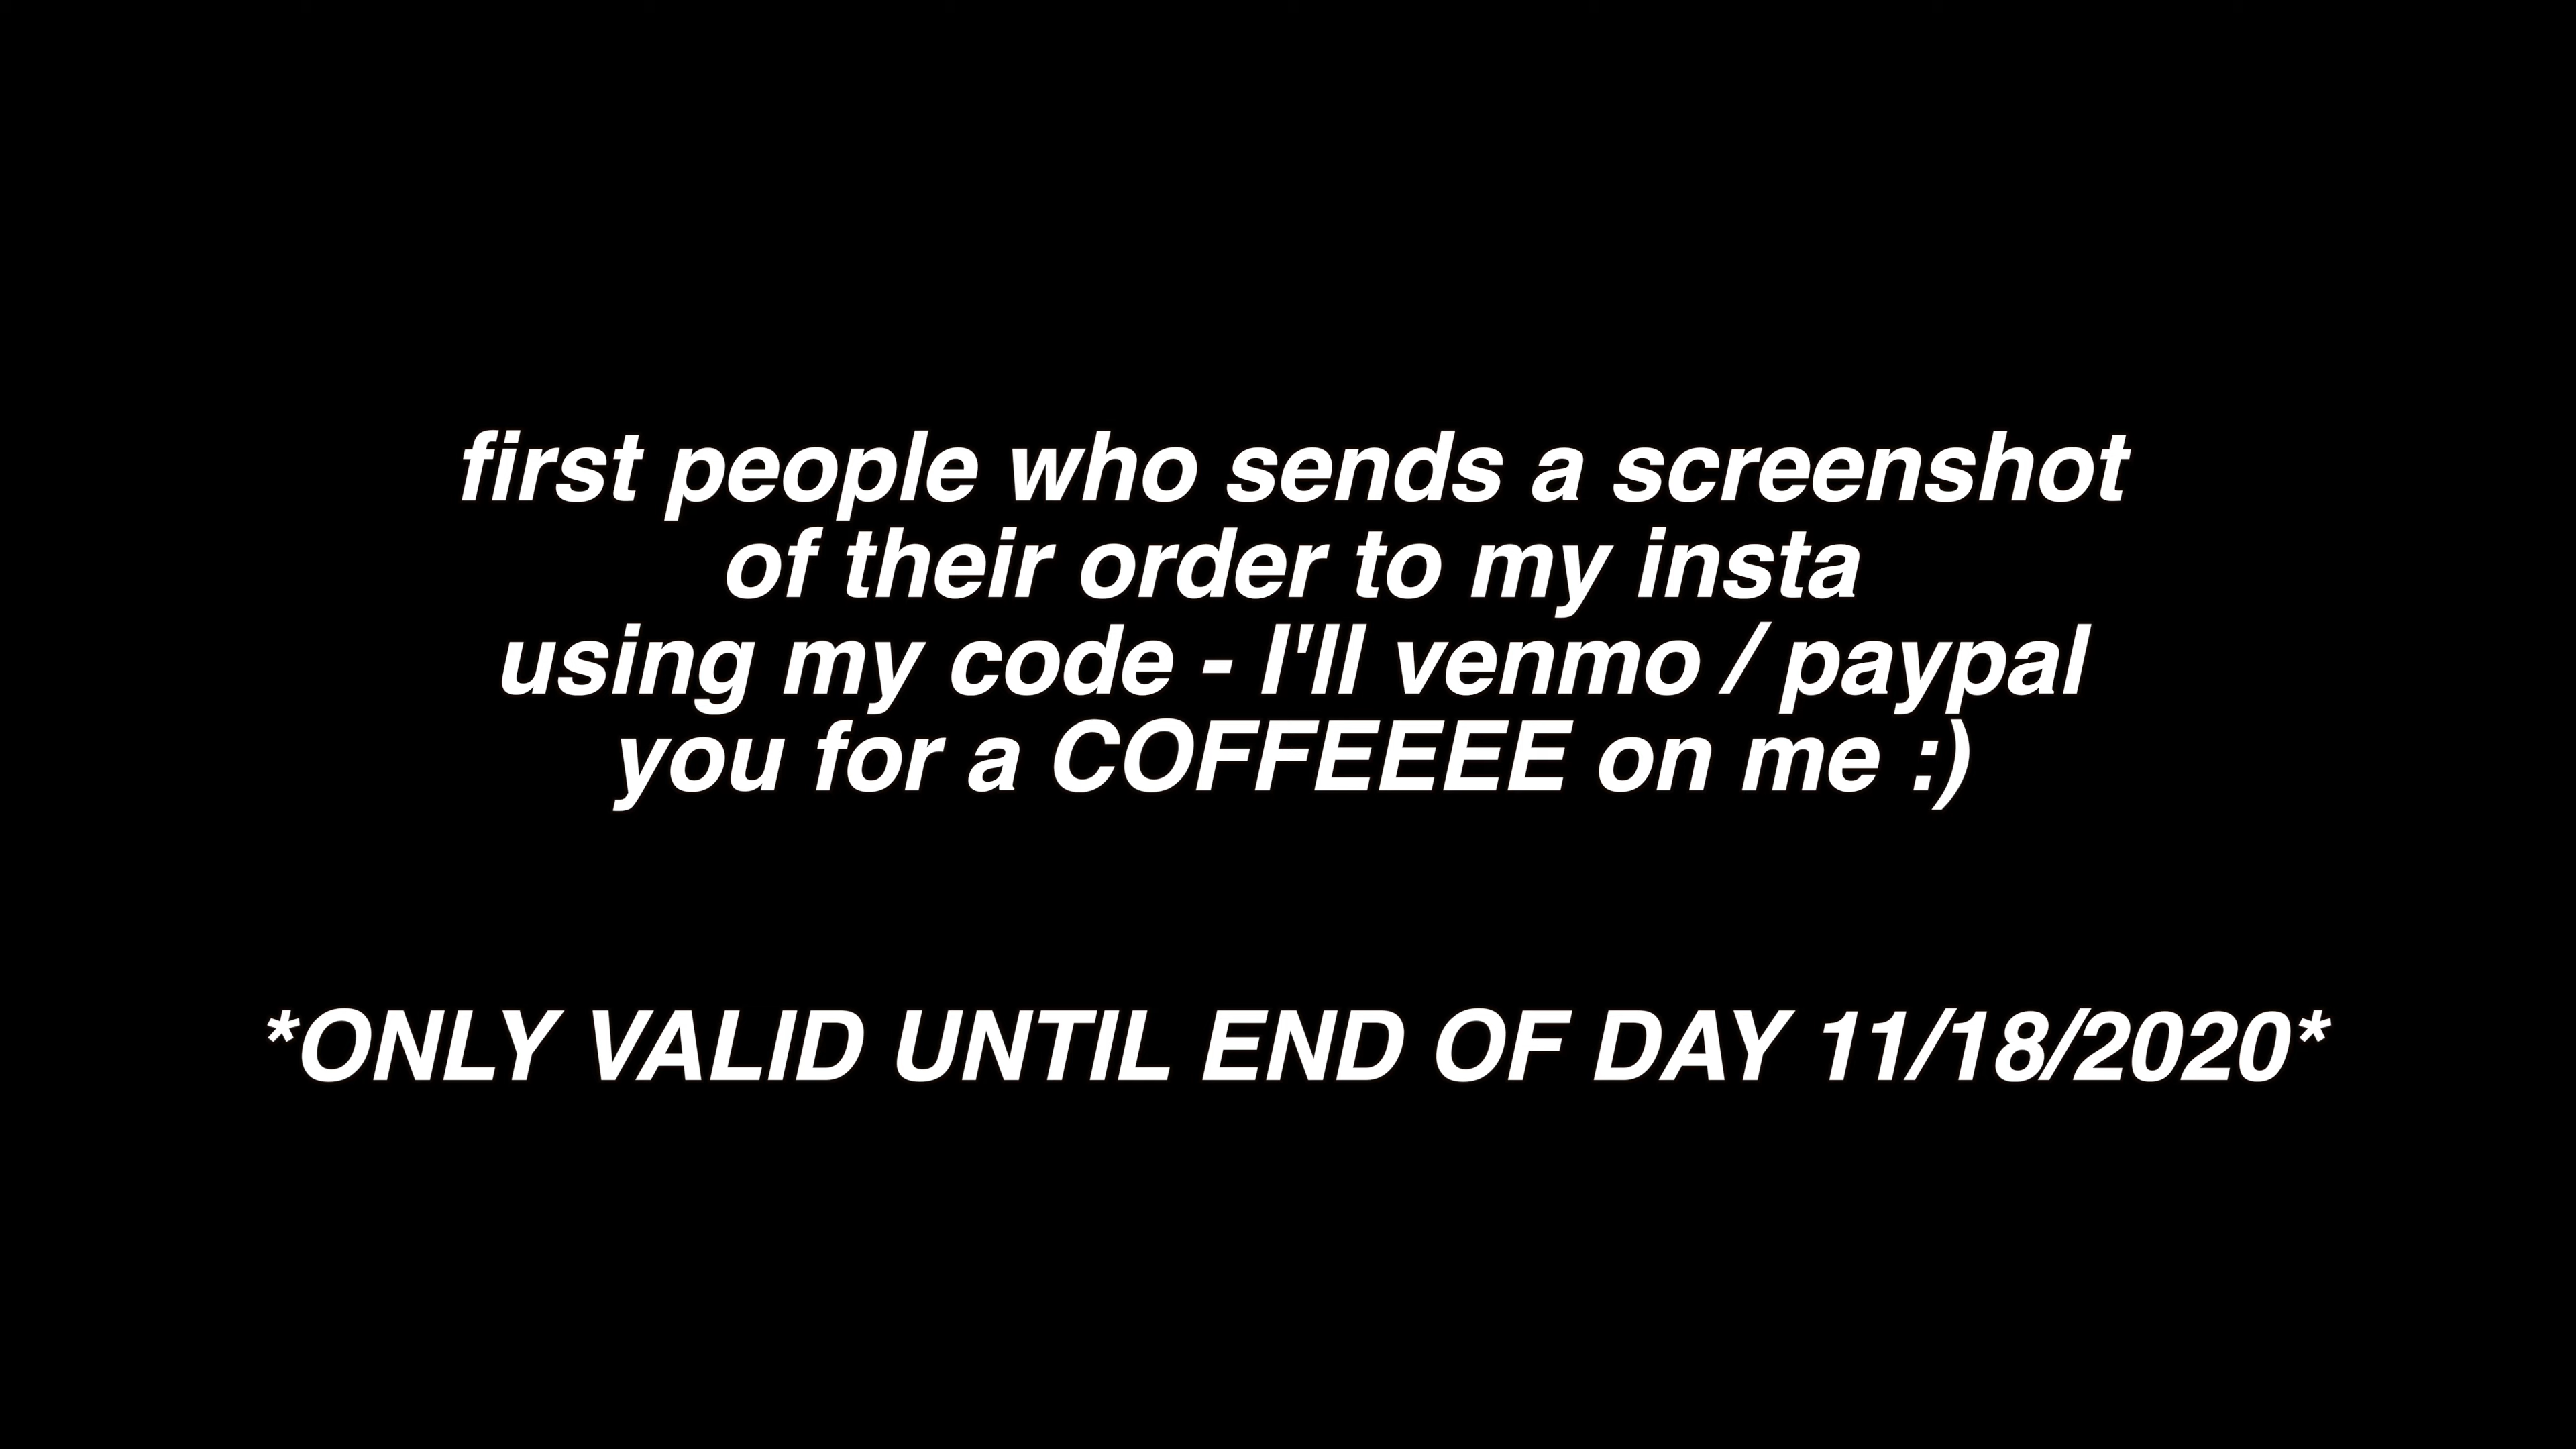 first people who sends a screenshot
of their order to my insta
using my code - I'll venmo / paypal
you for a COFFEEEE on me :)
*ONLY VALID UNTIL END OF DAY 11/18/2020*